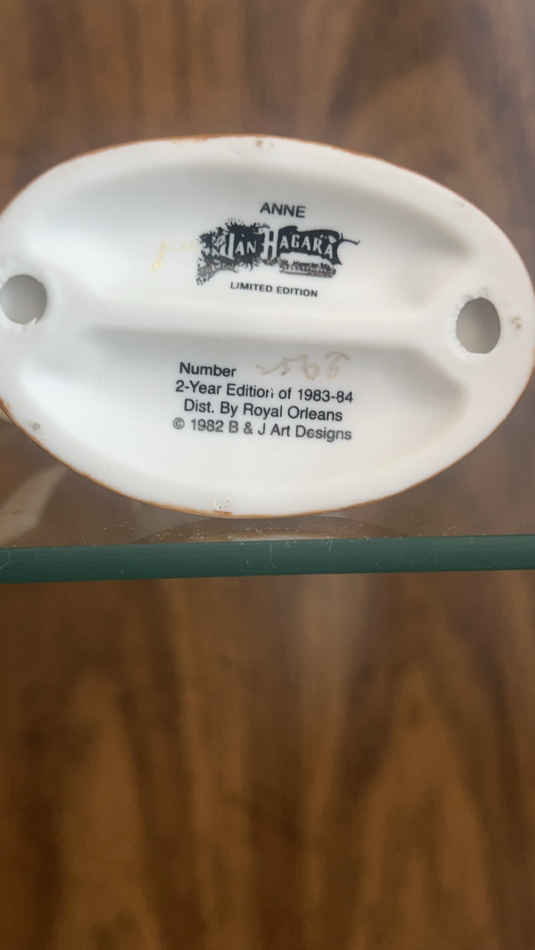 ANNE
JAN HAGARA
LIMITED EDITION
Number
2-Year Edition of 1983-84
Dist. By Royal Orleans
© 1982 B & J Art Designs